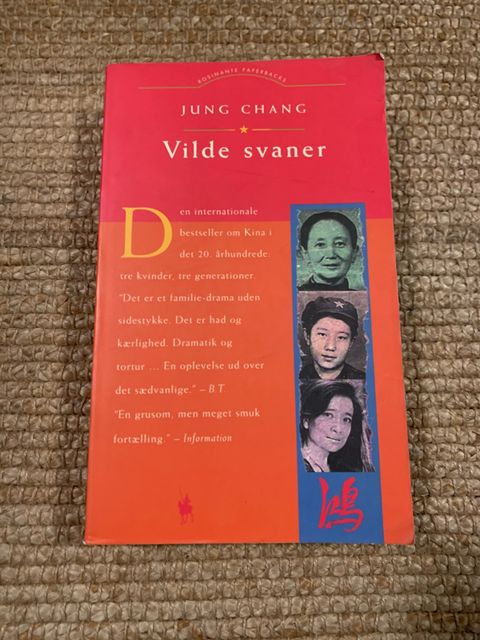 ROSINANTE PAPERBACKS
JUNG CHANG
Vilde svaner
Den internationale
bestseller om Kina i
det 20. århundrede:
tre kvinder, tre generationer.
"Det er et familie-drama uden
sidestykke. Det er had og
kærlighed. Dramatik og
tortur ... En oplevelse ud over
det sædvanlige." – B.T.
"En grusom, men meget smuk
fortælling." – Information
鴻